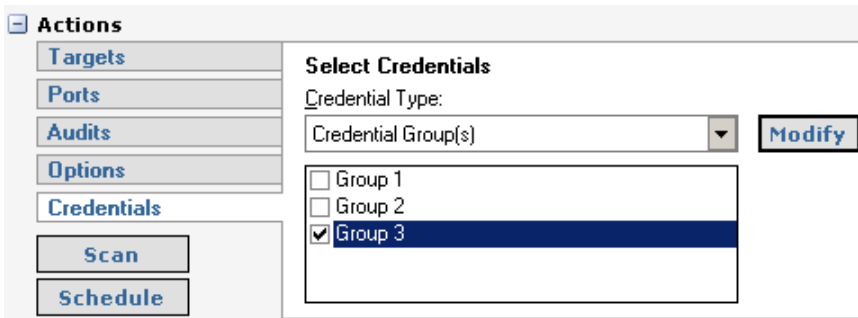 Actions
Targets
Ports
Audits
Options
Credentials
Scan
Schedule
Select Credentials
Credential Type:
Credential Group(s)
Modify
Group 1
Group 2
Group 3